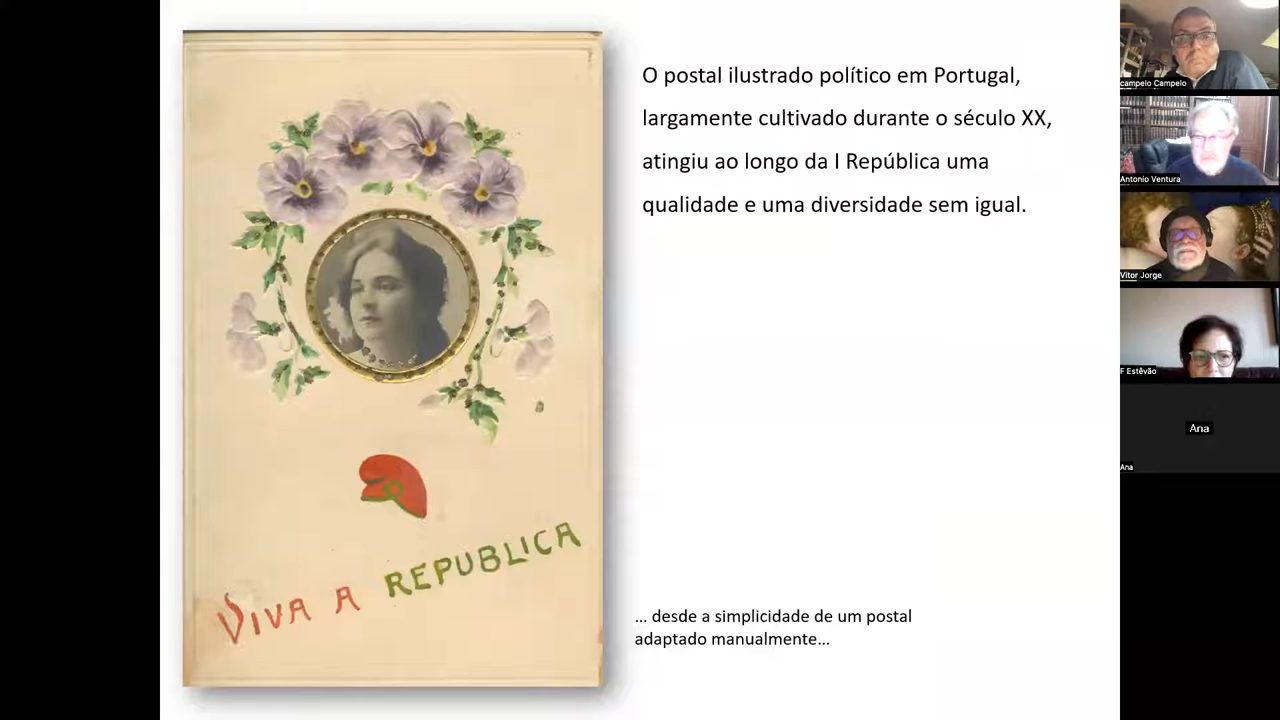 O postal ilustrado político em Portugal,
largamente cultivado durante o século XX,
atingiu ao longo da I República uma
qualidade e uma diversidade sem igual.
VIVA A REPUBLICA
... desde a simplicidade de um postal
adaptado manualmente...
campelo Campelo
Antonio Ventura
Vitor Jorge
F Estêvão
Ana
Ana